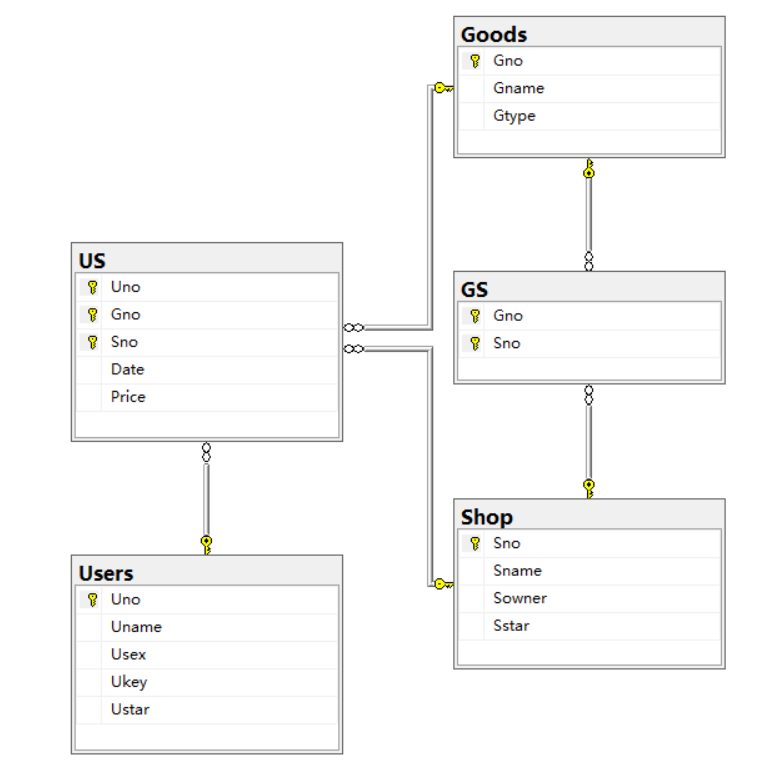 Goods
Gno
Gname
Gtype
US
Uno
Gno
Sno
Date
Price
GS
Gno
Sno
Shop
Sno
Sname
Sowner
Sstar
Users
Uno
Uname
Usex
Ukey
Ustar